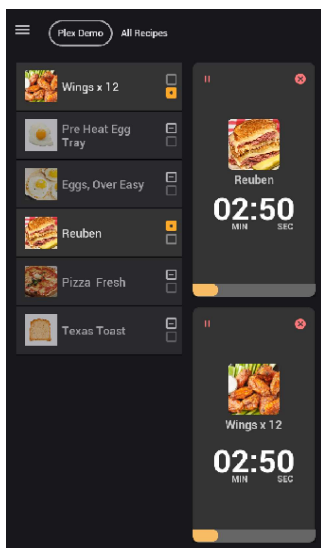 Plex Demo
All Recipes
Wings x 12
Pre Heat Egg
Tray
Eggs, Over Easy
Reuben
Pizza Fresh
Texas Toast
Reuben
02:50
MIN SEC
Wings x 12
02:50
MIN SEC